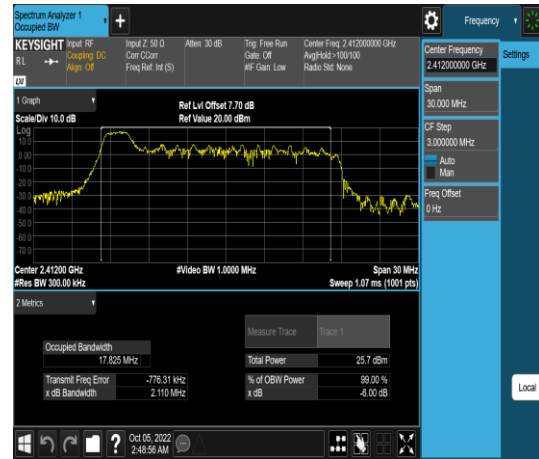 Spectrum Analyzer 1
Occupied BW
+
Frequency
KEYSIGHT
Input: RF
Input Z: 50 Ω
Atten: 30 dB
Trig: Free Run
Center Freq: 2.412000000 GHz
RL
Coupling: DC
Corr CCorr
Gate: Off
Avg|Hold:>100/100
Align: Off
Freq Ref: Int (S)
#IF Gain: Low
Radio Std: None
LXI
Center Frequency
2.412000000 GHz
Settings
Span
30.000 MHz
CF Step
3.000000 MHz
Auto
Man
Freq Offset
0 Hz
Local
1 Graph
Ref Lvl Offset 7.70 dB
Scale/Div 10.0 dB
Ref Value 20.00 dBm
Log
10.0
0.00
-10.0
-20.0
-30.0
-40.0
-50.0
-60.0
-70.0
Center 2.41200 GHz
#Video BW 1.0000 MHz
Span 30 MHz
#Res BW 300.00 kHz
Sweep 1.07 ms (1001 pts)
2 Metrics
Measure Trace
Trace 1
Occupied Bandwidth
17.825 MHz
Total Power
25.7 dBm
Transmit Freq Error
-776.31 kHz
% of OBW Power
99.00 %
x dB Bandwidth
2.110 MHz
x dB
-6.00 dB
?
Oct 05, 2022
2:48:56 AM